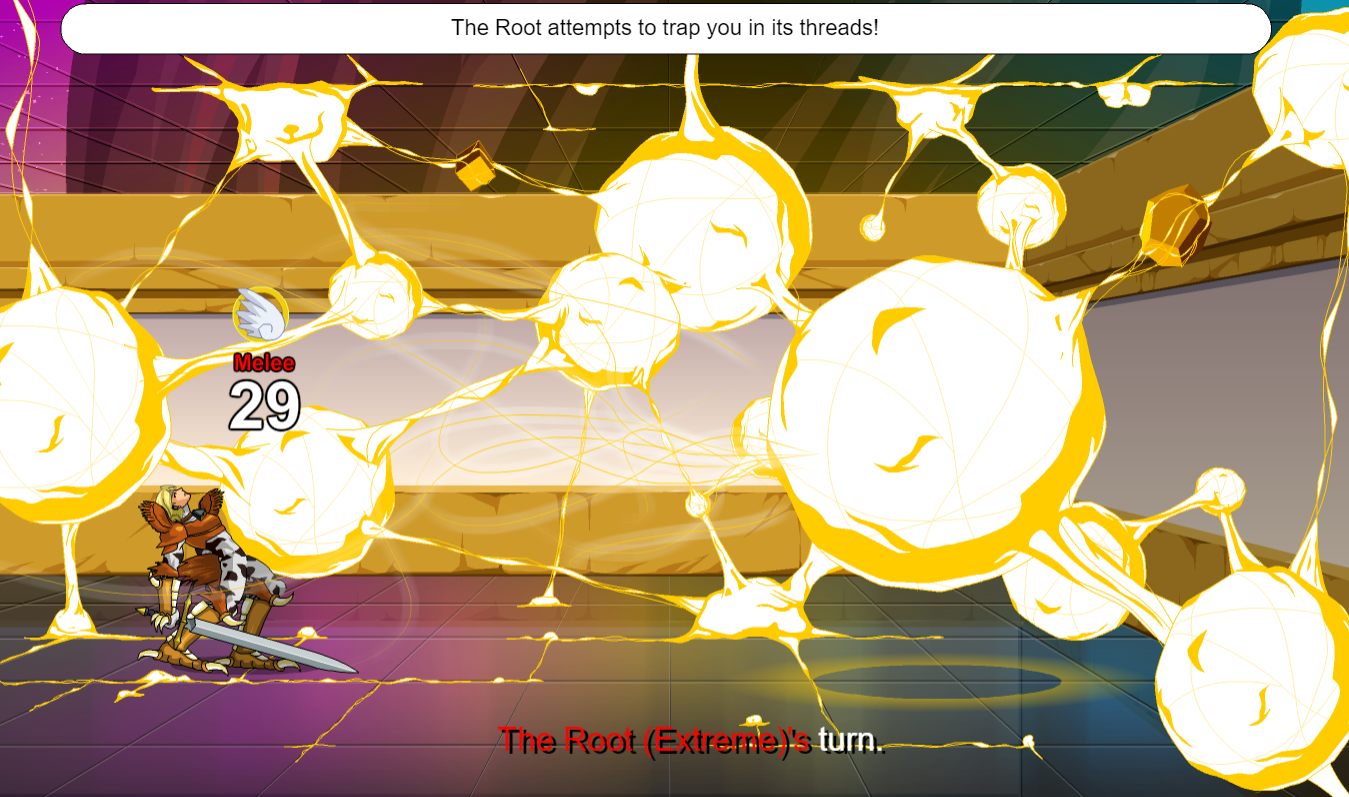 The Root attempts to trap you in its threads!
Melee
29
The Root (Extreme)'s turn.